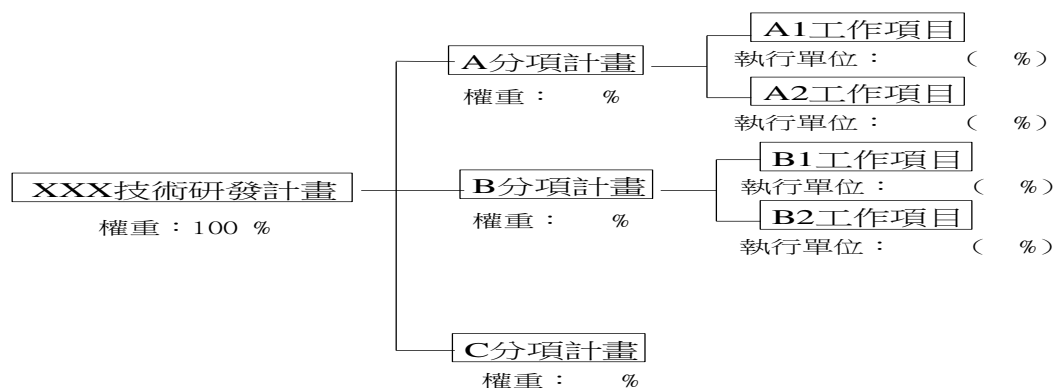 XXX技術研發計畫
權重：100 %
A分項計畫
權重： %
A1工作項目
執行單位： ( %)
A2工作項目
執行單位： ( %)
B分項計畫
權重： %
B1工作項目
執行單位： ( %)
B2工作項目
執行單位： ( %)
C分項計畫
權重： %